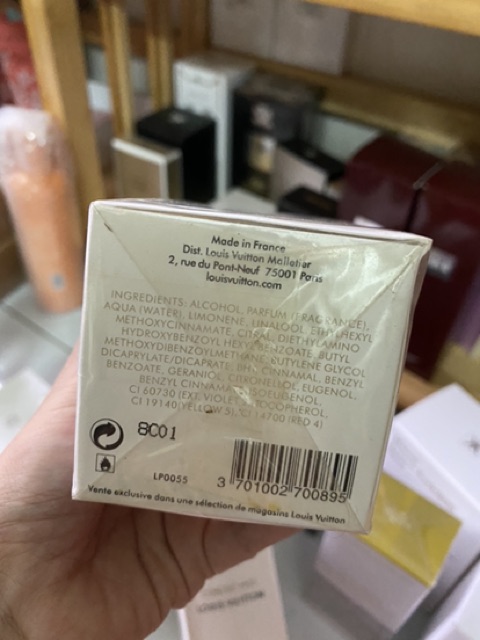 Made in France
Dist. Louis Vuitton Malletier
2, rue du Pont-Neuf 75001 Paris
louisvuitton.com
INGREDIENTS: ALCOHOL, PARFUM (FRAGRANCE),
AQUA (WATER), LIMONENE, LINALOOL, ETHYLHEXYL
METHOXYCINNAMATE, CITRAL, DIETHYLAMINO
HYDROXYBENZOYL HEXYL BENZOATE, BUTYL
METHOXYDIBENZOYLMETHANE, BUTYLENE GLYCOL
DICAPRYLATE/DICAPRATE, BHT, CINNAMAL, BENZYL
BENZOATE, GERANIOL, CITRONELLOL, EUGENOL,
BENZYL CINNAMATE, ISOEUGENOL,
CI 60730 (EXT. VIOLET 2), TOCOPHEROL,
CI 19140 (YELLOW 5), CI 14700 (RED 4)
8C01
LP0055
3 701002 700895
Vente exclusive dans une sélection de magasins Louis Vuitton
LOUIS VUITTON